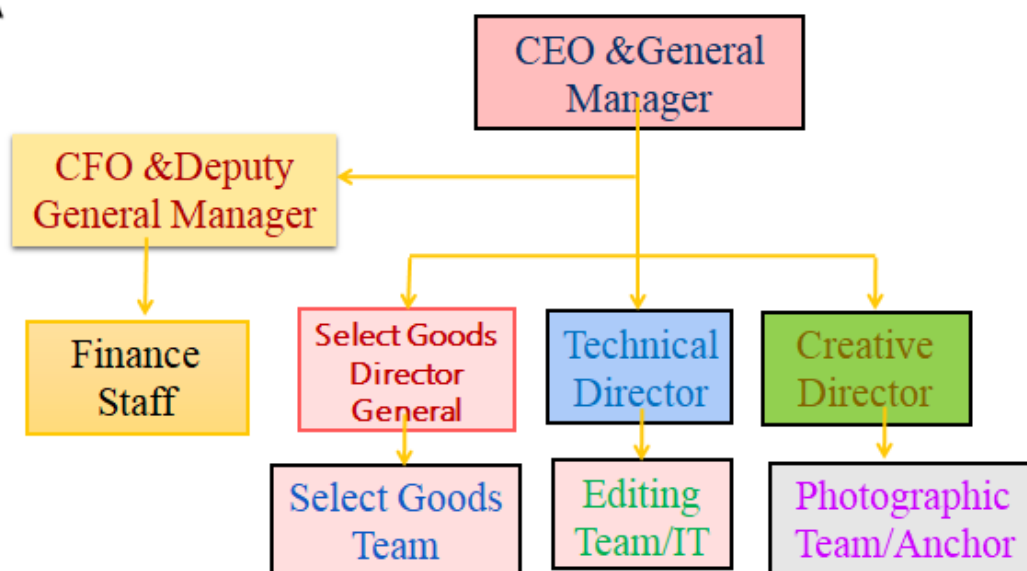 CEO &General
Manager
CFO &Deputy
General Manager
Finance
Staff
Select Goods
Director
General
Technical
Director
Creative
Director
Select Goods
Team
Editing
Team/IT
Photographic
Team/Anchor